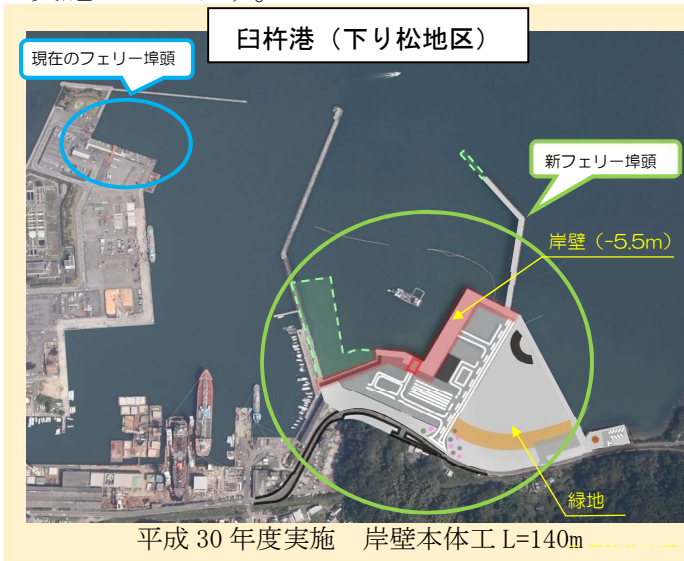 臼杵港（下り松地区）
現在のフェリー埠頭
新フェリー埠頭
岸壁（-5.5m）
緑地
平成 30 年度実施　岸壁本体工 L=140m